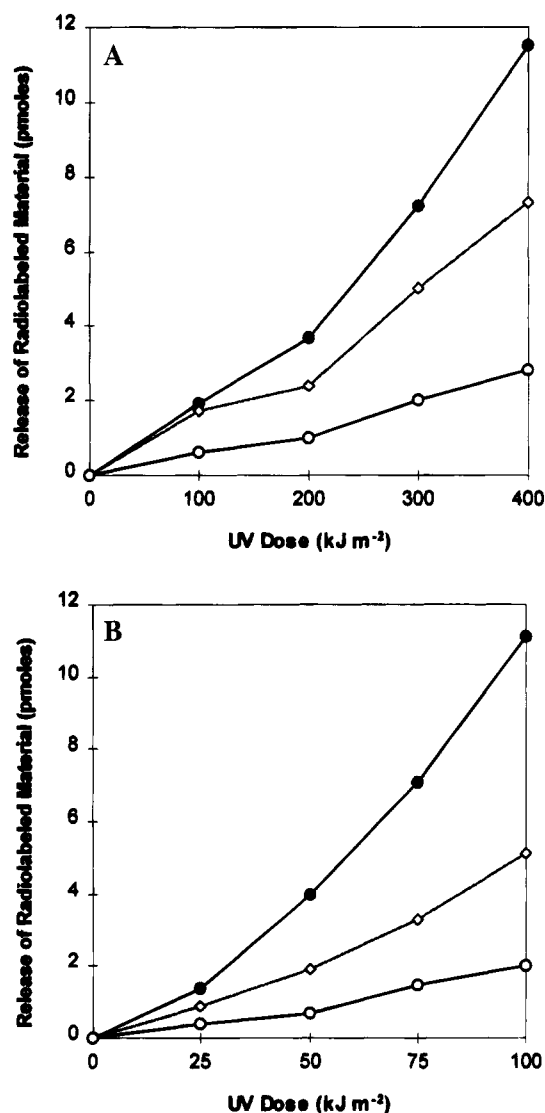 A
12
10
8
6
4
2
0
Release of Radiolabeled Material (pmoles)
0 100 200 300 400
UV Dose (kJ m⁻²)
B
12
10
8
6
4
2
0
Release of Radiolabeled Material (pmoles)
0 25 50 75 100
UV Dose (kJ m⁻²)